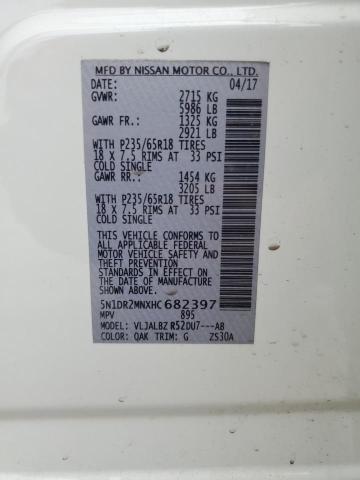 MFD BY NISSAN MOTOR CO., LTD.
DATE: 04/17
GVWR: 2715 KG
5986 LB
GAWR FR.: 1325 KG
2921 LB
WITH P235/65R18 TIRES
18 X 7.5 RIMS AT 33 PSI
COLD SINGLE
GAWR RR.: 1454 KG
3205 LB
WITH P235/65R18 TIRES
18 X 7.5 RIMS AT 33 PSI
COLD SINGLE
THIS VEHICLE CONFORMS TO
ALL APPLICABLE FEDERAL
MOTOR VEHICLE SAFETY
STANDARDS IN EFFECT ON
THE DATE OF MANUFACTURE
SHOWN ABOVE.
5N1DR2MNXHC682397
MPV 895
MODEL: VLJALBZ R52DU7---AB
COLOR: QAK TRIM: G ZS30A